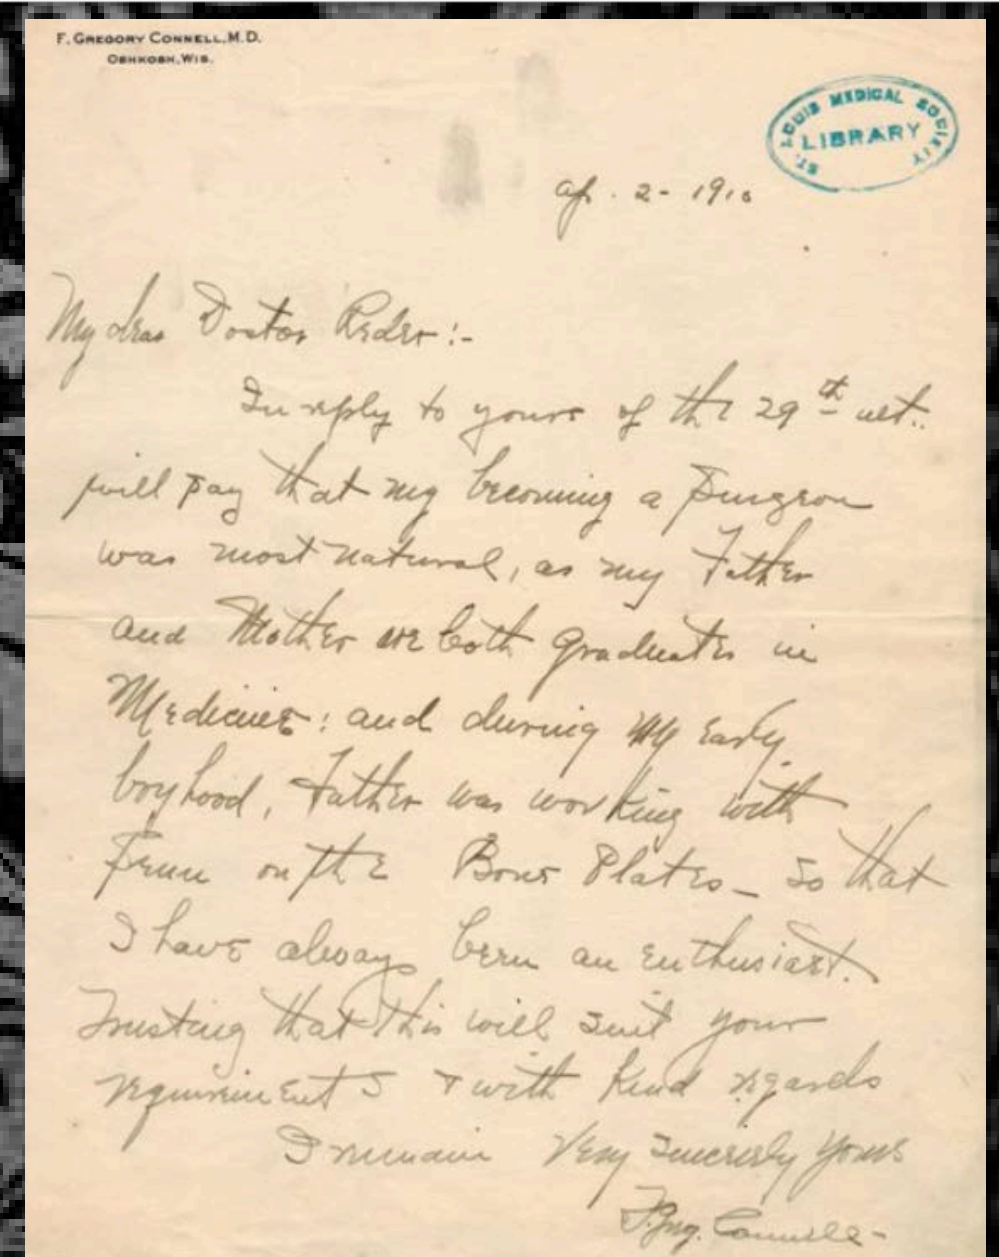 F. GREGORY CONNELL, M.D.
OSHKOSH, WIS.
ST. LOUIS MEDICAL SOCIETY
LIBRARY
Ap. 2 - 1910
My dear Doctor Reder:-
In reply to yours of the 29th ult..
will say that my becoming a Surgeon
was most natural, as my Father
and Mother are both graduates in
Medicine: and during my early
boyhood, Father was working with
Senn on the Bone Plates - So that
I have always been an Enthusiast.
Trusting that this will suit your
requirements & with Kind regards
I remain Very Sincerely Yours
F. Greg. Connell -